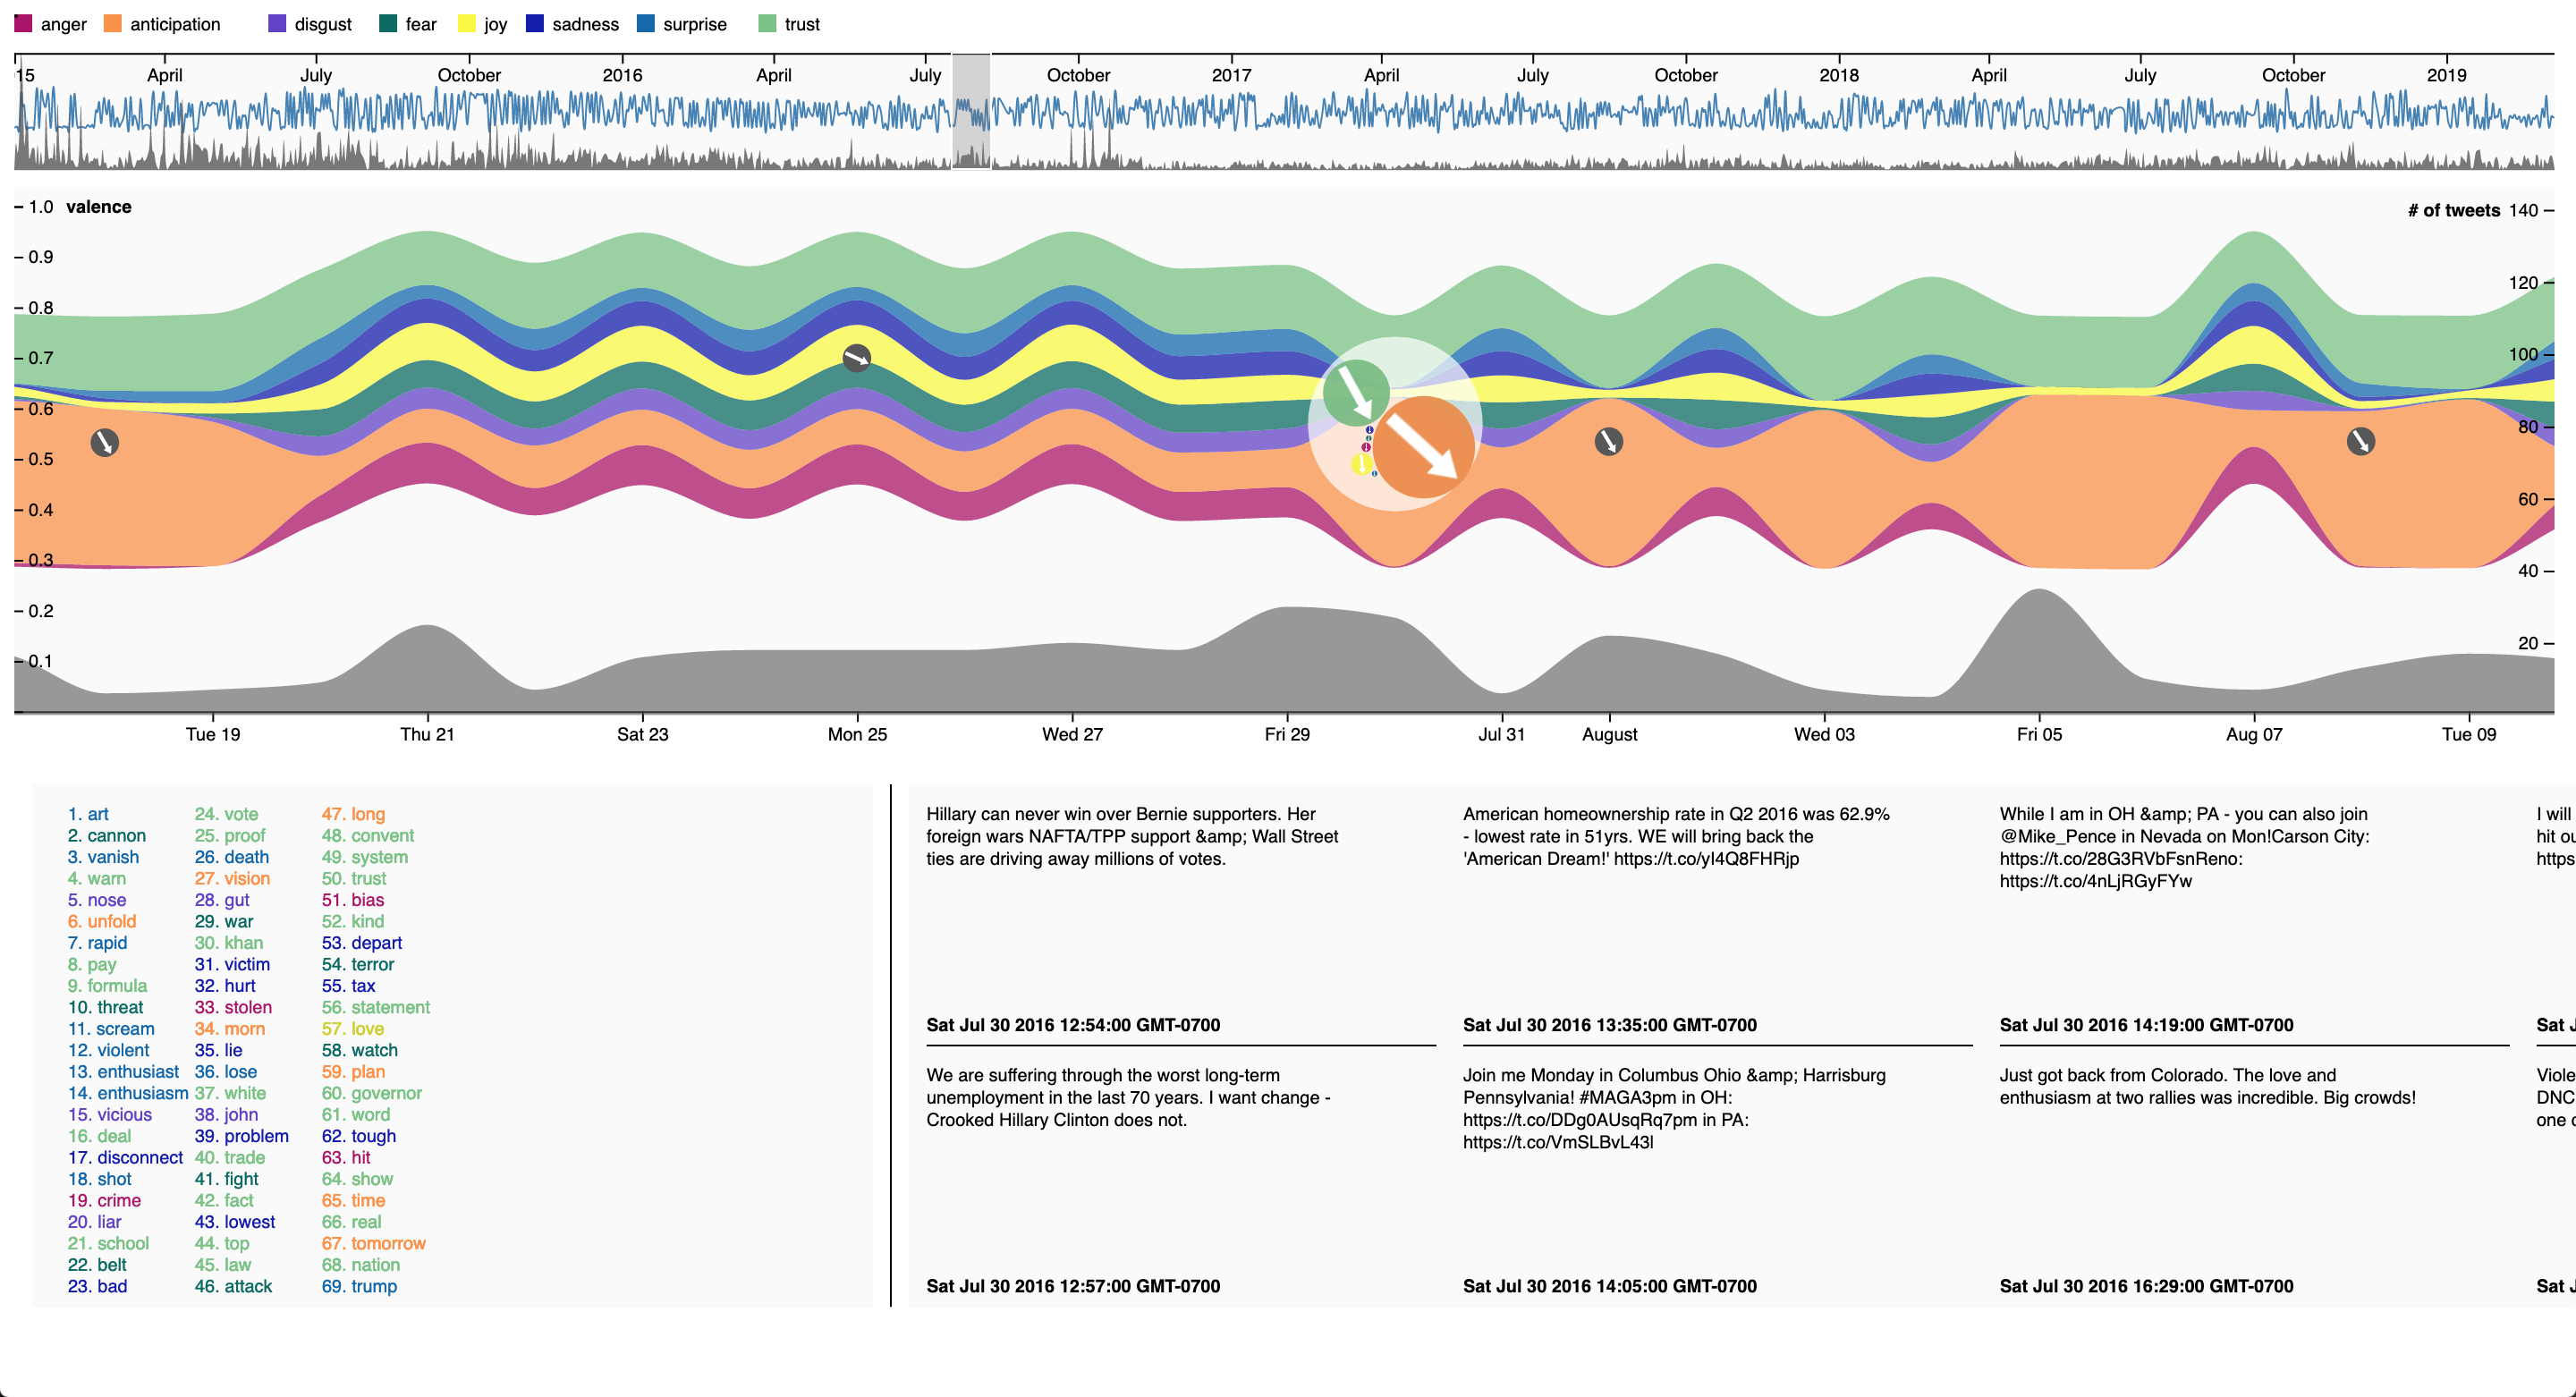 anger anticipation disgust fear joy sadness surprise trust
15 April July October 2016 April July October 2017 April July October 2018 April July October 2019
1.0 valence
# of tweets 140
0.9
0.8
120
0.7
100
0.6
80
0.5
60
0.4
0.3
40
0.2
20
0.1
Tue 19 Thu 21 Sat 23 Mon 25 Wed 27 Fri 29 Jul 31 August Wed 03 Fri 05 Aug 07 Tue 09
1. art
2. cannon
3. vanish
4. warn
5. nose
6. unfold
7. rapid
8. pay
9. formula
10. threat
11. scream
12. violent
13. enthusiast
14. enthusiasm
15. vicious
16. deal
17. disconnect
18. shot
19. crime
20. liar
21. school
22. belt
23. bad
24. vote
25. proof
26. death
27. vision
28. gut
29. war
30. khan
31. victim
32. hurt
33. stolen
34. morn
35. lie
36. lose
37. white
38. john
39. problem
40. trade
41. fight
42. fact
43. lowest
44. top
45. law
46. attack
47. long
48. convent
49. system
50. trust
51. bias
52. kind
53. depart
54. terror
55. tax
56. statement
57. love
58. watch
59. plan
60. governor
61. word
62. tough
63. hit
64. show
65. time
66. real
67. tomorrow
68. nation
69. trump
Hillary can never win over Bernie supporters. Her
foreign wars NAFTA/TPP support &amp; Wall Street
ties are driving away millions of votes.
Sat Jul 30 2016 12:54:00 GMT-0700
We are suffering through the worst long-term
unemployment in the last 70 years. I want change -
Crooked Hillary Clinton does not.
Sat Jul 30 2016 12:57:00 GMT-0700
American homeownership rate in Q2 2016 was 62.9%
- lowest rate in 51yrs. WE will bring back the
'American Dream!' https://t.co/yI4Q8FHRjp
Sat Jul 30 2016 13:35:00 GMT-0700
Join me Monday in Columbus Ohio &amp; Harrisburg
Pennsylvania! #MAGA3pm in OH:
https://t.co/DDg0AUsqRq7pm in PA:
https://t.co/VmSLBvL43l
Sat Jul 30 2016 14:05:00 GMT-0700
While I am in OH &amp; PA - you can also join
@Mike_Pence in Nevada on Mon!Carson City:
https://t.co/28G3RVbFsnReno:
https://t.co/4nLjRGyFYw
Sat Jul 30 2016 14:19:00 GMT-0700
Just got back from Colorado. The love and
enthusiasm at two rallies was incredible. Big crowds!
Sat Jul 30 2016 16:29:00 GMT-0700
I will
hit
https
Sat
Viole
DNC
one
Sat